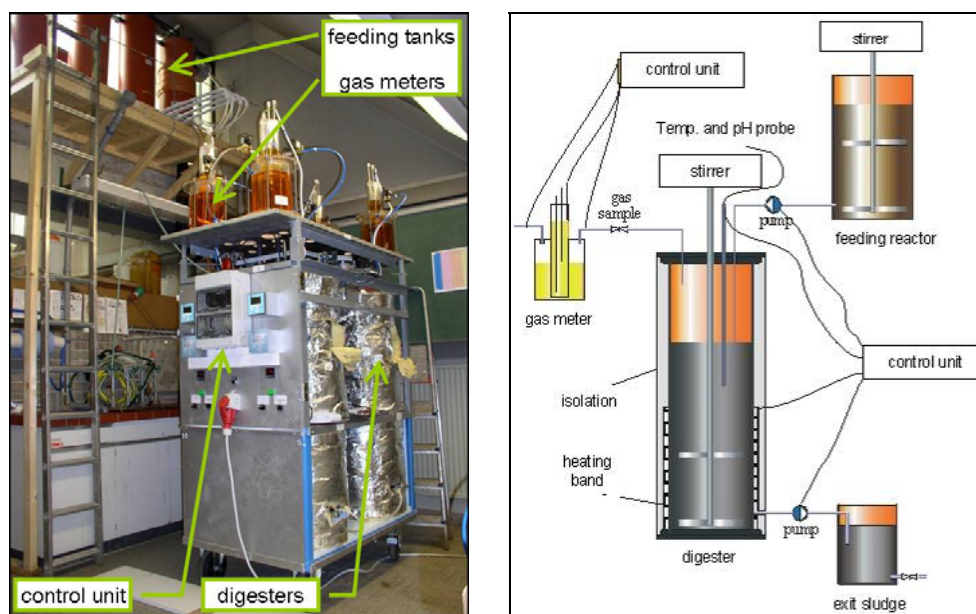 feeding tanks
gas meters
control unit
digesters
control unit
stirrer
Temp. and pH probe
stirrer
gas
sample
pump
feeding reactor
gas meter
control unit
isolation
heating
band
pump
digester
exit sludge